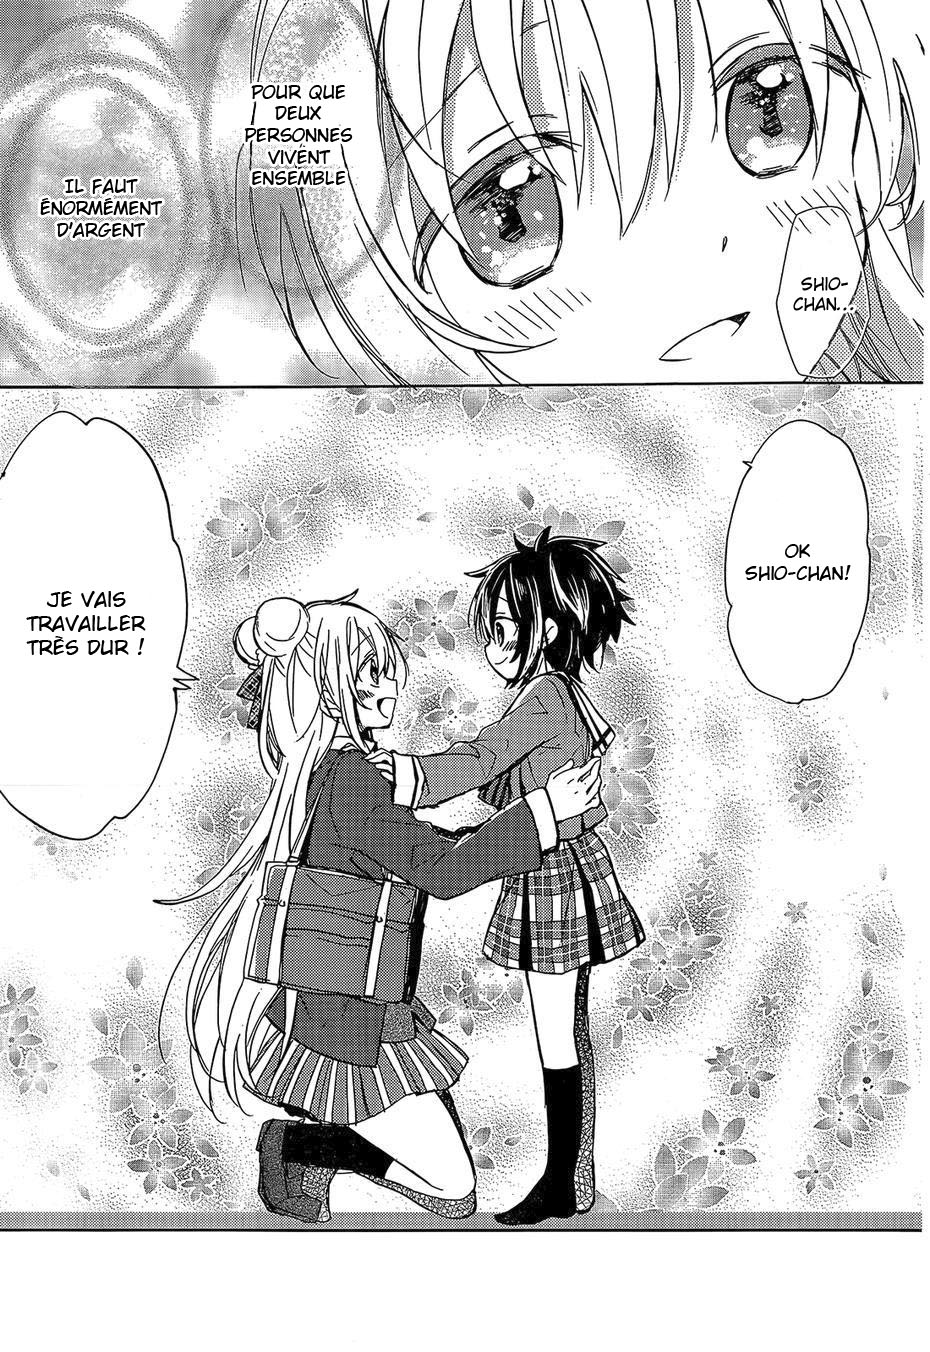 POUR QUE
DEUX
PERSONNES
VIVENT
ENSEMBLE
IL FAUT
ÉNORMÉMENT
D'ARGENT
SHIO-
CHAN...
OK
SHIO-CHAN!
JE VAIS
TRAVAILLER
TRÈS DUR !